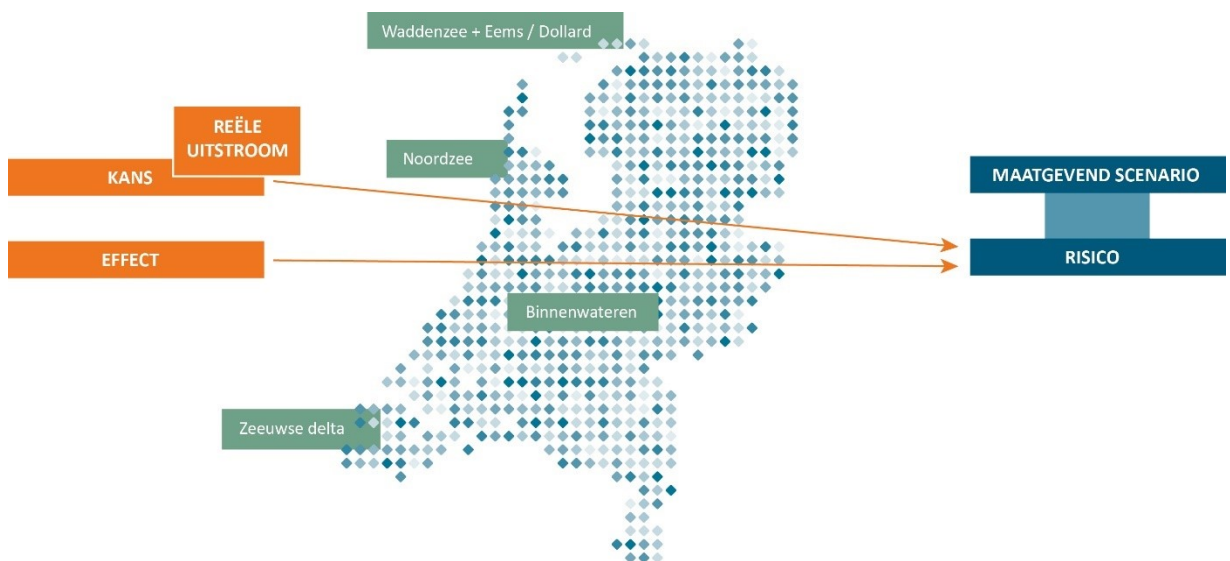 Waddenzee + Eems / Dollard
REËLE
UITSTROOM
KANS
Noordzee
MAATGEVEND SCENARIO
EFFECT
RISICO
Binnenwateren
Zeeuwse delta